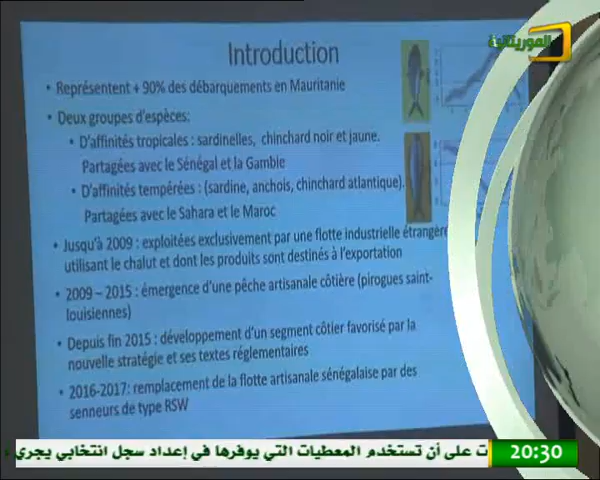 الموريتانية
Introduction
• Représentent + 90% des débarquements en Mauritanie
• Deux groupes d'espèces:
• D'affinités tropicales : sardinelles, chinchard noir et jaune.
Partagées avec le Sénégal et la Gambie
• D'affinités tempérées : (sardine, anchois, chinchard atlantique).
Partagées avec le Sahara et le Maroc
• Jusqu'à 2009 : exploitées exclusivement par une flotte industrielle étrangère
utilisant le chalut et dont les produits sont destinés à l'exportation
• 2009 – 2015 : émergence d'une pêche artisanale côtière (pirogues saint-
louisiennes)
• Depuis fin 2015 : développement d'un segment côtier favorisé par la
nouvelle stratégie et ses textes réglementaires
• 2016-2017: remplacement de la flotte artisanale sénégalaise par des
senneurs de type RSW
ت على أن تستخدم المعطيات التي يوفرها في إعداد سجل انتخابي يجري
20:30